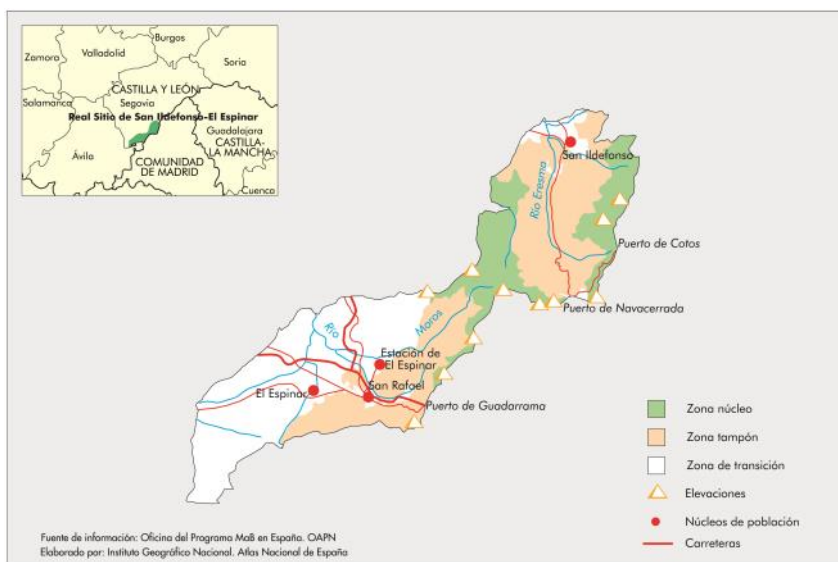 Burgos
Zamora
Valladolid
Soria
CASTILLA Y LEÓN
Salamanca
Segovia
Real Sitio de San Ildefonso-El Espinar
Guadalajara
CASTILLA-
LA MANCHA
Ávila
COMUNIDAD
DE MADRID
Cuenca
San Ildefonso
Río Eresma
Puerto de Cotos
Puerto de Navacerrada
Río
Moros
Estación de
El Espinar
San Rafael
El Espinar
Puerto de Guadarrama
Zona núcleo
Zona tampón
Zona de transición
Elevaciones
Núcleos de población
Carreteras
Fuente de información: Oficina del Programa MaB en España. OAPN
Elaborado por: Instituto Geográfico Nacional. Atlas Nacional de España